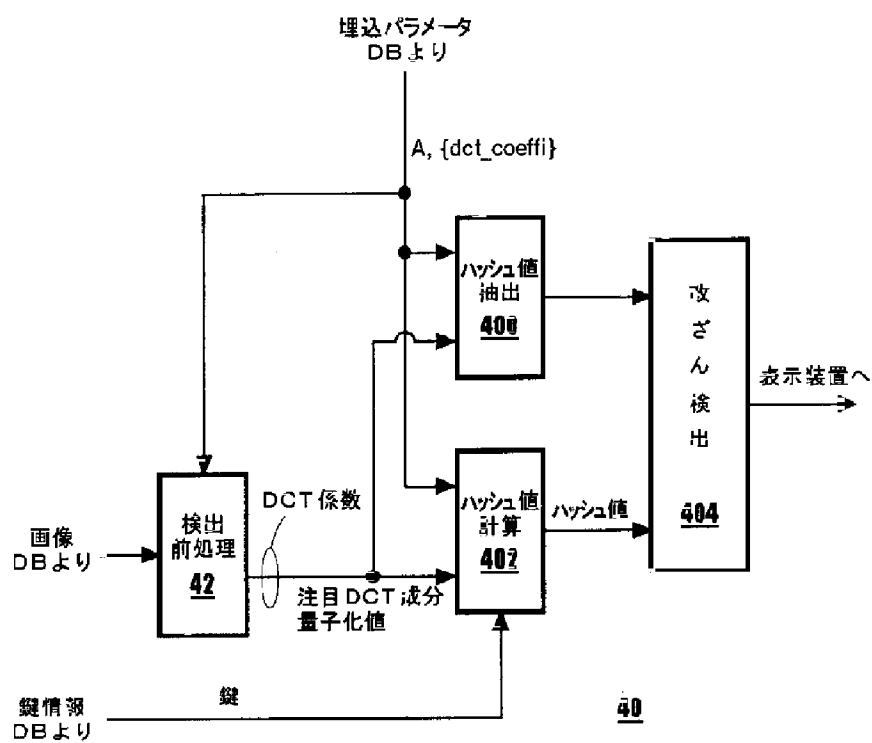 埋込パラメータ
DBより
A, {dct_coeffi}
ハッシュ値
抽出
400
改ざん検出
404
表示装置へ
検出
前処理
42
DCT係数
画像
DBより
ハッシュ値
計算
402
ハッシュ値
注目DCT成分
量子化値
鍵情報
DBより
鍵
40